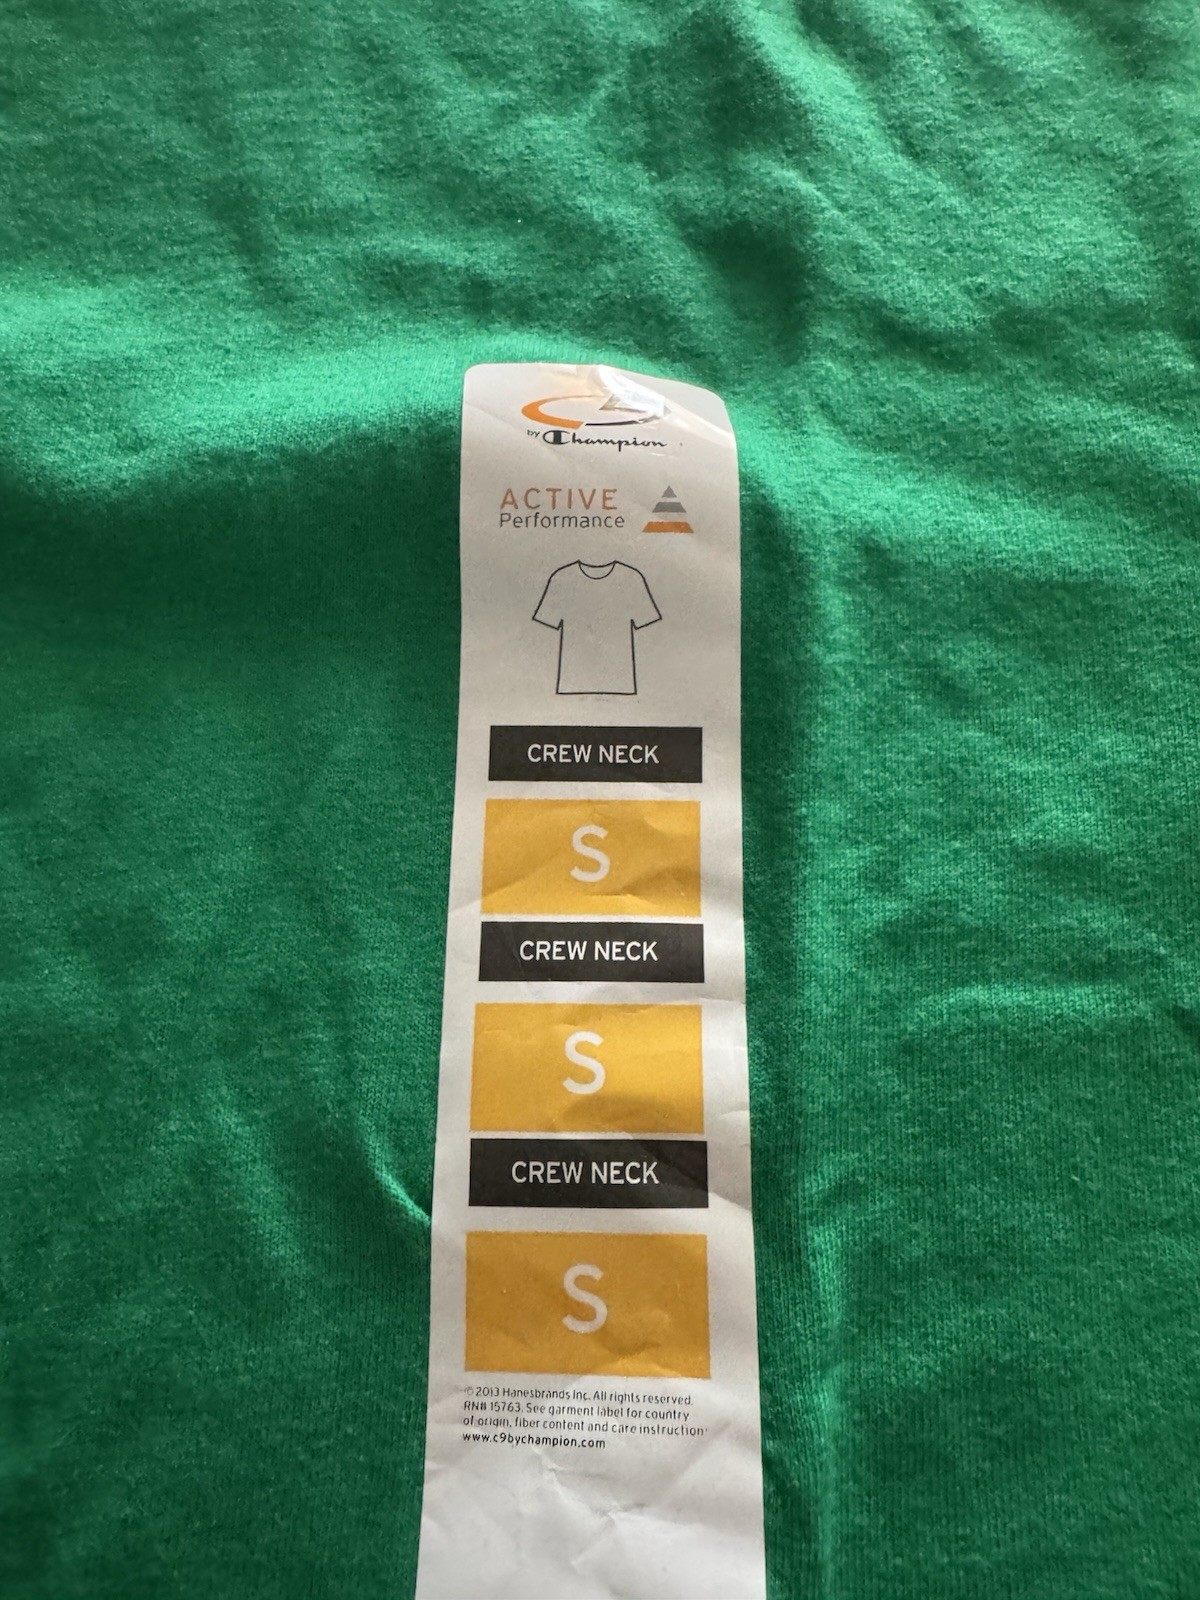 by Champion
ACTIVE
Performance
CREW NECK
S
CREW NECK
S
CREW NECK
S
© 2013 Hanesbrands Inc. All rights reserved.
RN# 15763. See garment label for country
of origin, fiber content and care instruction
www.c9bychampion.com